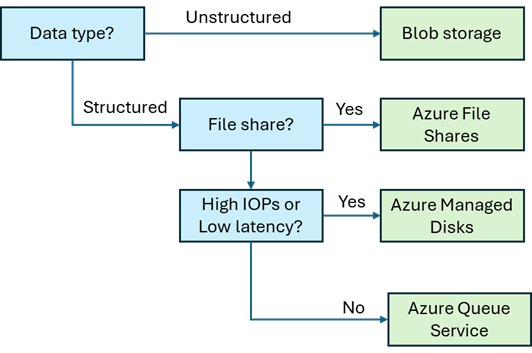 Unstructured
Data type?
Blob storage
Structured
File share?
Yes
Azure File
Shares
High IOPs or
Low latency?
Yes
Azure Managed
Disks
No
Azure Queue
Service